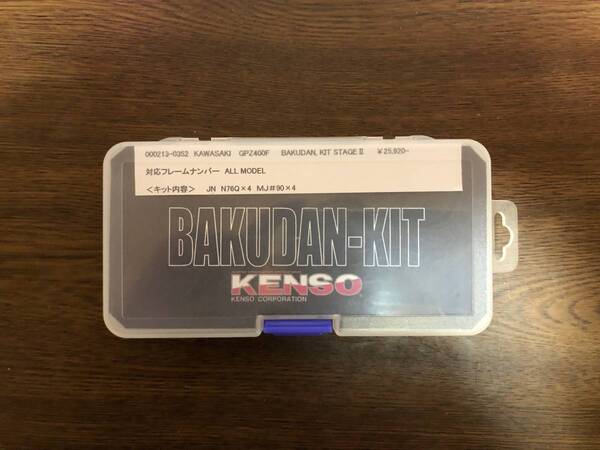 000213-0352 KAWASAKI GPZ400F BAKUDAN, KIT STAGE Ⅱ ￥25,920-
対応フレームナンバー ALL MODEL
＜キット内容＞ JN N76Q×4 MJ#90×4
BAKUDAN-KIT
KENSO
KENSO CORPORATION